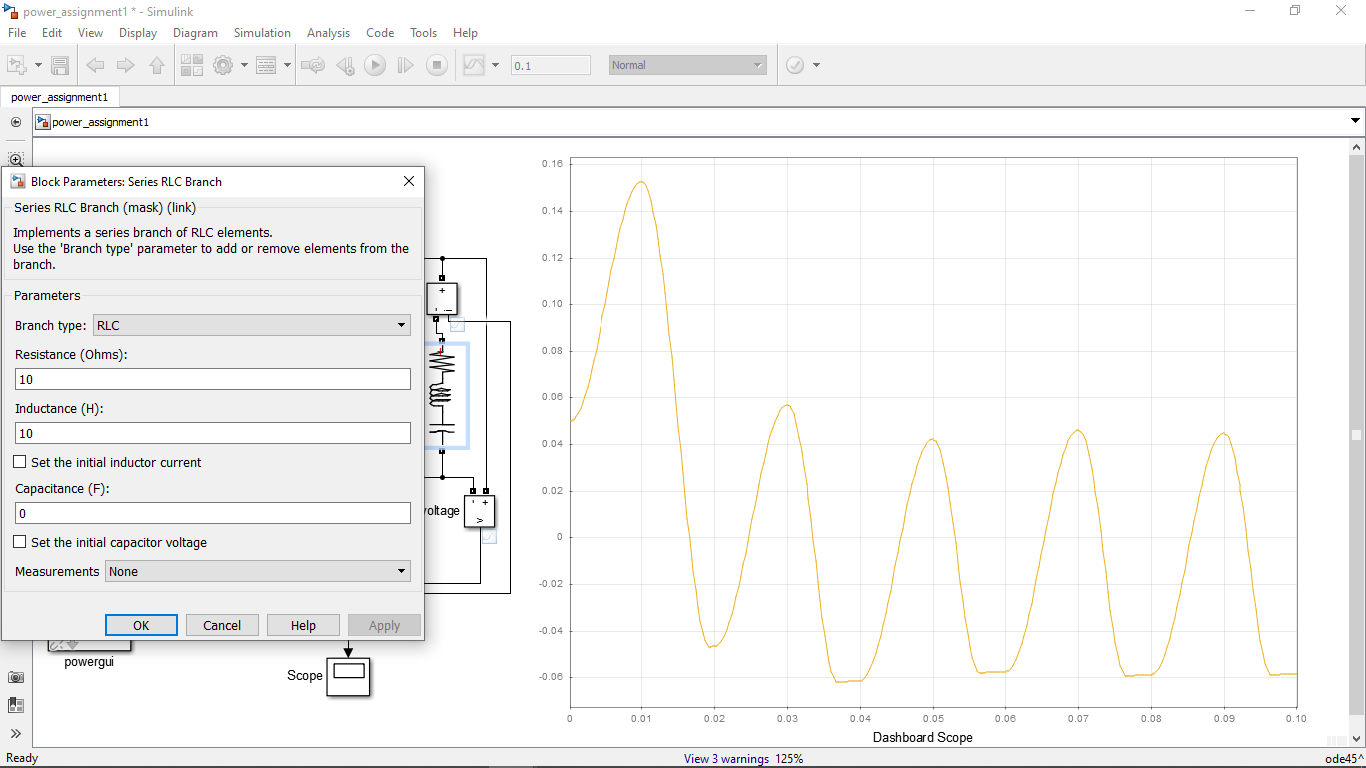 power_assignment1 * - Simulink
File Edit View Display Diagram Simulation Analysis Code Tools Help
0.1
Normal
power_assignment1
power_assignment1
Block Parameters: Series RLC Branch
Series RLC Branch (mask) (link)
Implements a series branch of RLC elements.
Use the 'Branch type' parameter to add or remove elements from the
branch.
Parameters
Branch type: RLC
Resistance (Ohms):
10
Inductance (H):
10
Set the initial inductor current
Capacitance (F):
0
Set the initial capacitor voltage
Measurements None
OK Cancel Help Apply
powergui
Scope
oltage
0.16
0.14
0.12
0.10
0.08
0.06
0.04
0.02
0
-0.02
-0.04
-0.06
0 0.01 0.02 0.03 0.04 0.05 0.06 0.07 0.08 0.09 0.10
Dashboard Scope
Ready View 3 warnings 125% ode45